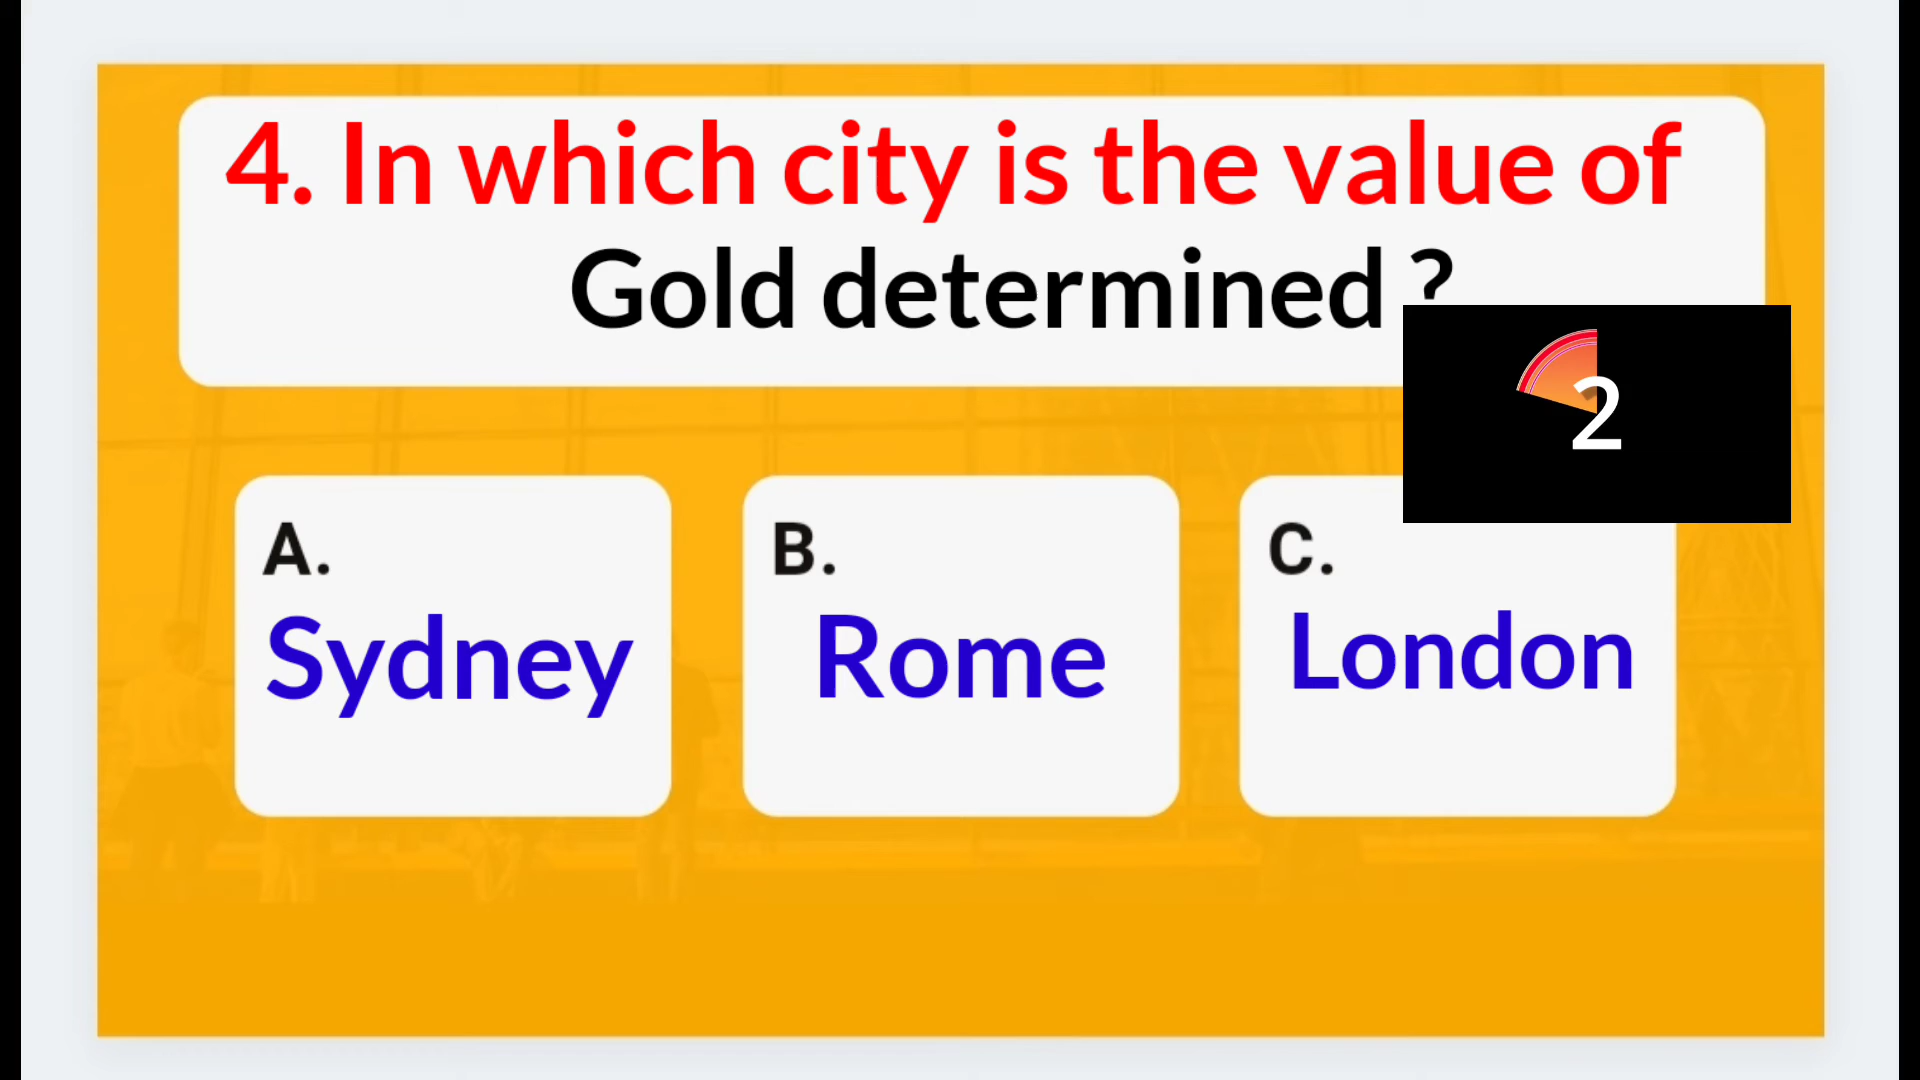 4. In which city is the value of
Gold determined ?
2
A.
Sydney
B.
Rome
C.
London